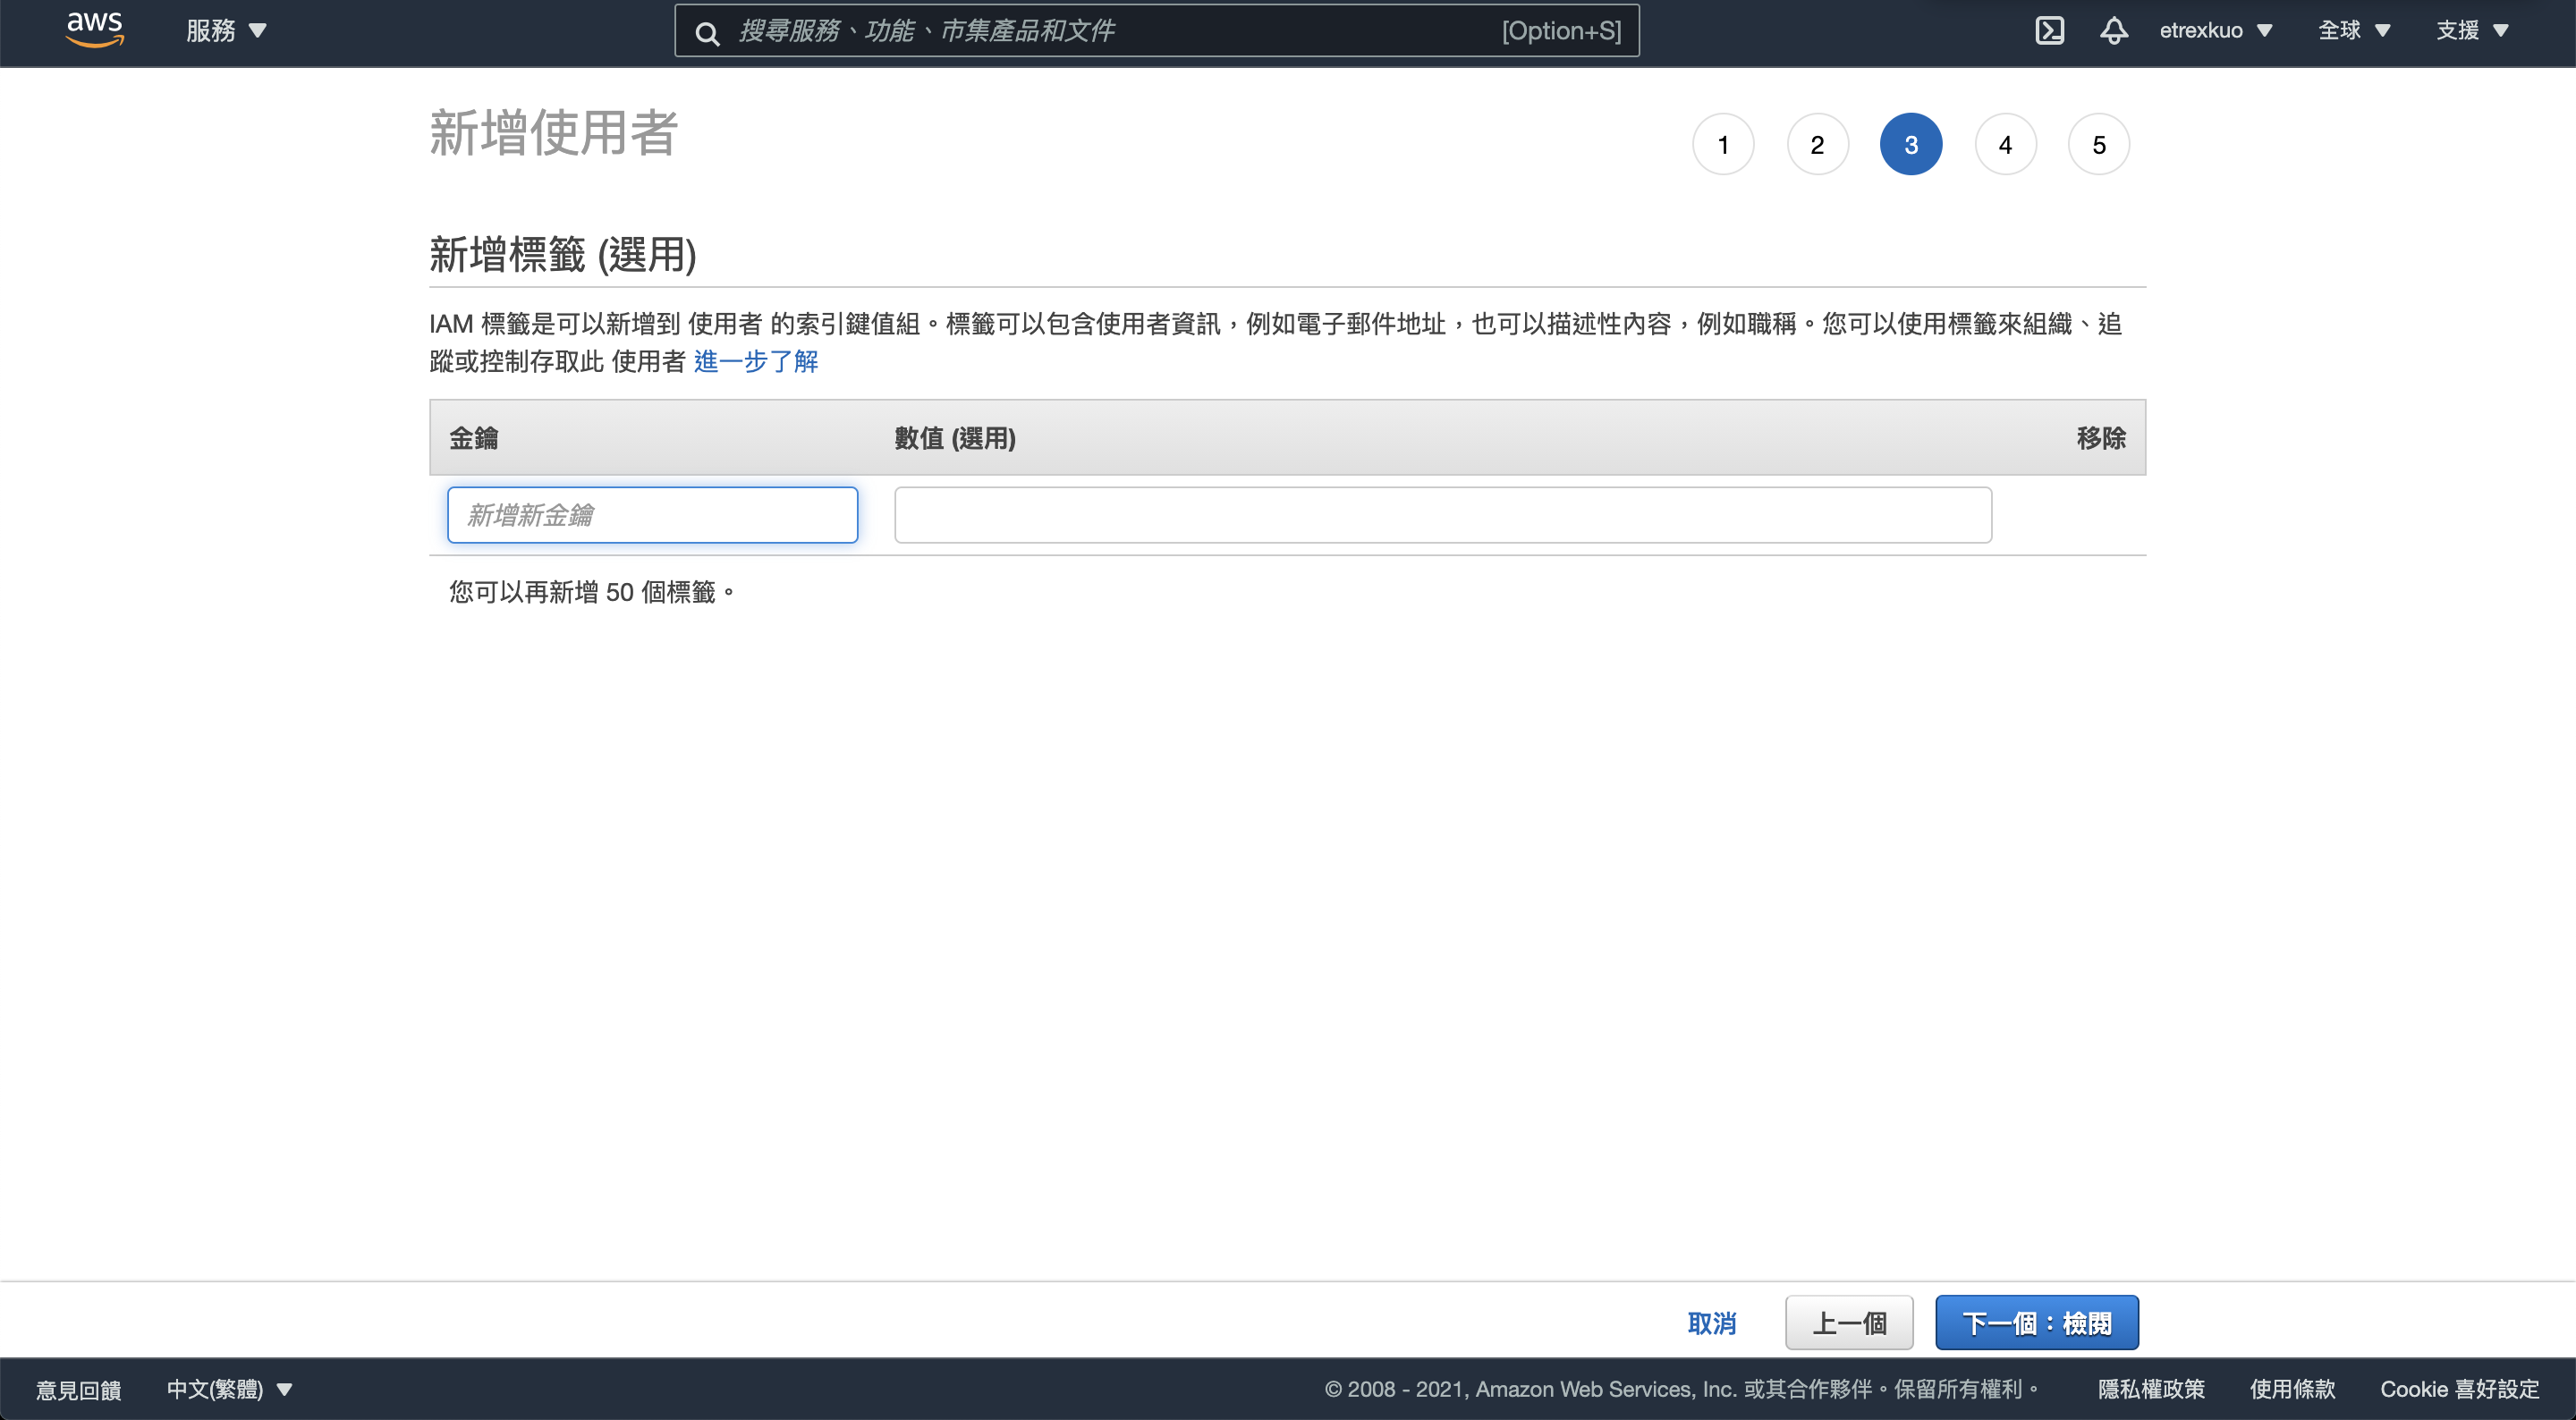 aws
服務
搜尋服務、功能、市集產品和文件 [Option+S]
etrexkuo
全球
支援
新增使用者
1 2 3 4 5
新增標籤 (選用)
IAM 標籤是可以新增到 使用者 的索引鍵值組。標籤可以包含使用者資訊，例如電子郵件地址，也可以描述性內容，例如職稱。您可以使用標籤來組織、追
蹤或控制存取此 使用者 進一步了解
金鑰 數值 (選用) 移除
新增新金鑰
您可以再新增 50 個標籤。
取消 上一個 下一個：檢閱
意見回饋 中文(繁體) © 2008 - 2021, Amazon Web Services, Inc. 或其合作夥伴。保留所有權利。 隱私權政策 使用條款 Cookie 喜好設定